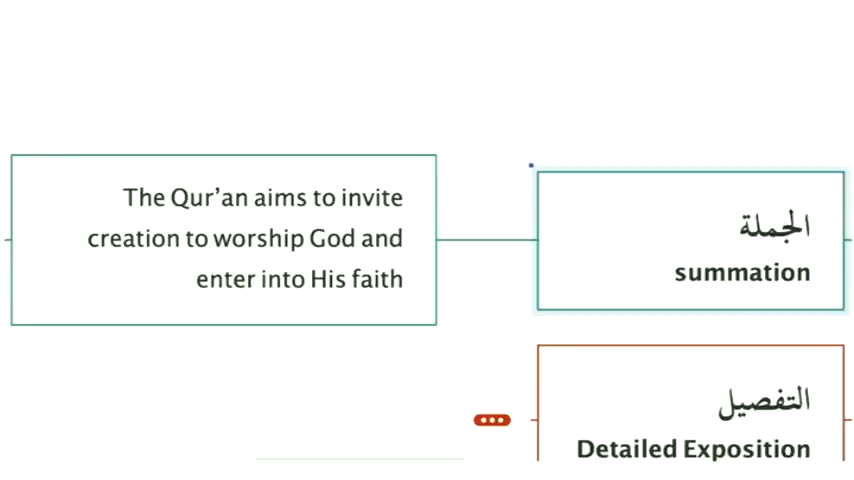 الجملة
summation
The Qur’an aims to invite
creation to worship God and
enter into His faith
التفصيل
Detailed Exposition